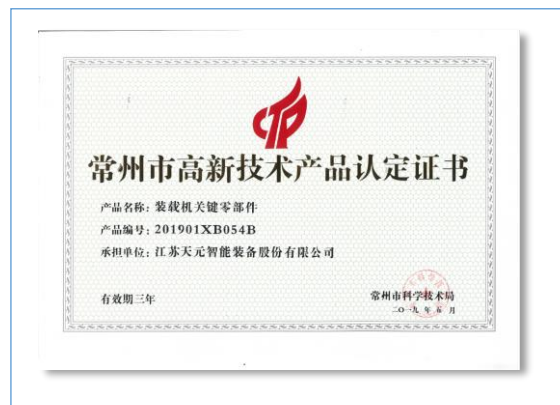 常州市高新技术产品认定证书
产品名称：装载机关键零部件
产品编号：201901XB054B
承担单位：江苏天元智能装备股份有限公司
有效期三年
常州市科学技术局
二〇一九年六月